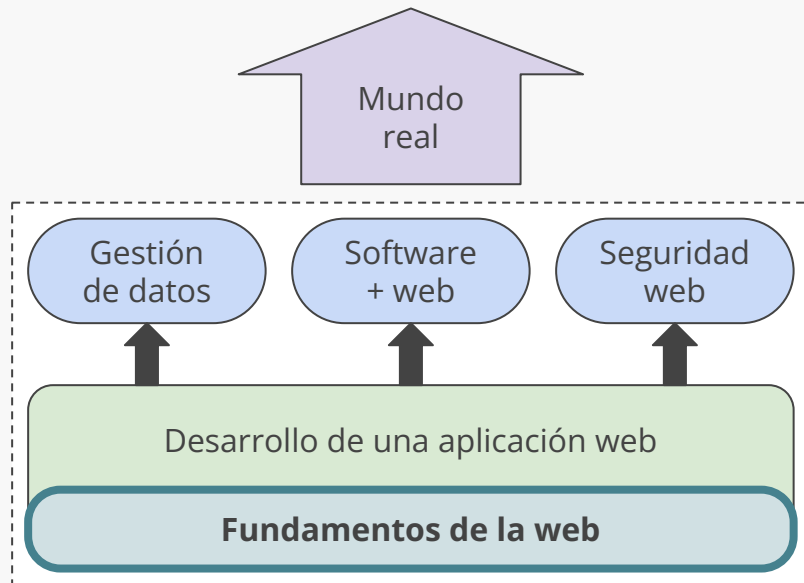 Mundo
real
Gestión
de datos
Software
+ web
Seguridad
web
Desarrollo de una aplicación web
Fundamentos de la web